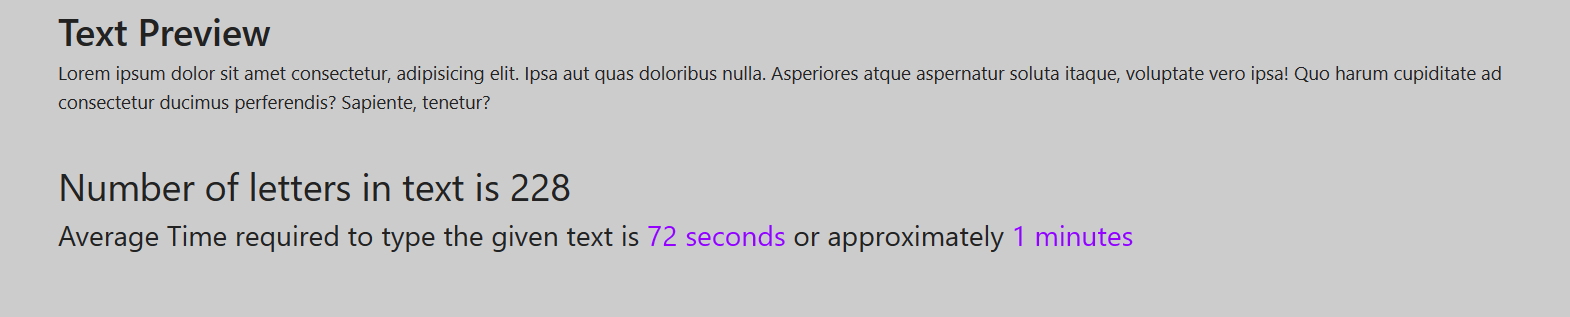 Text Preview
Lorem ipsum dolor sit amet consectetur, adipisicing elit. Ipsa aut quas doloribus nulla. Asperiores atque aspernatur soluta itaque, voluptate vero ipsa! Quo harum cupiditate ad
consectetur ducimus perferendis? Sapiente, tenetur?
Number of letters in text is 228
Average Time required to type the given text is 72 seconds or approximately 1 minutes